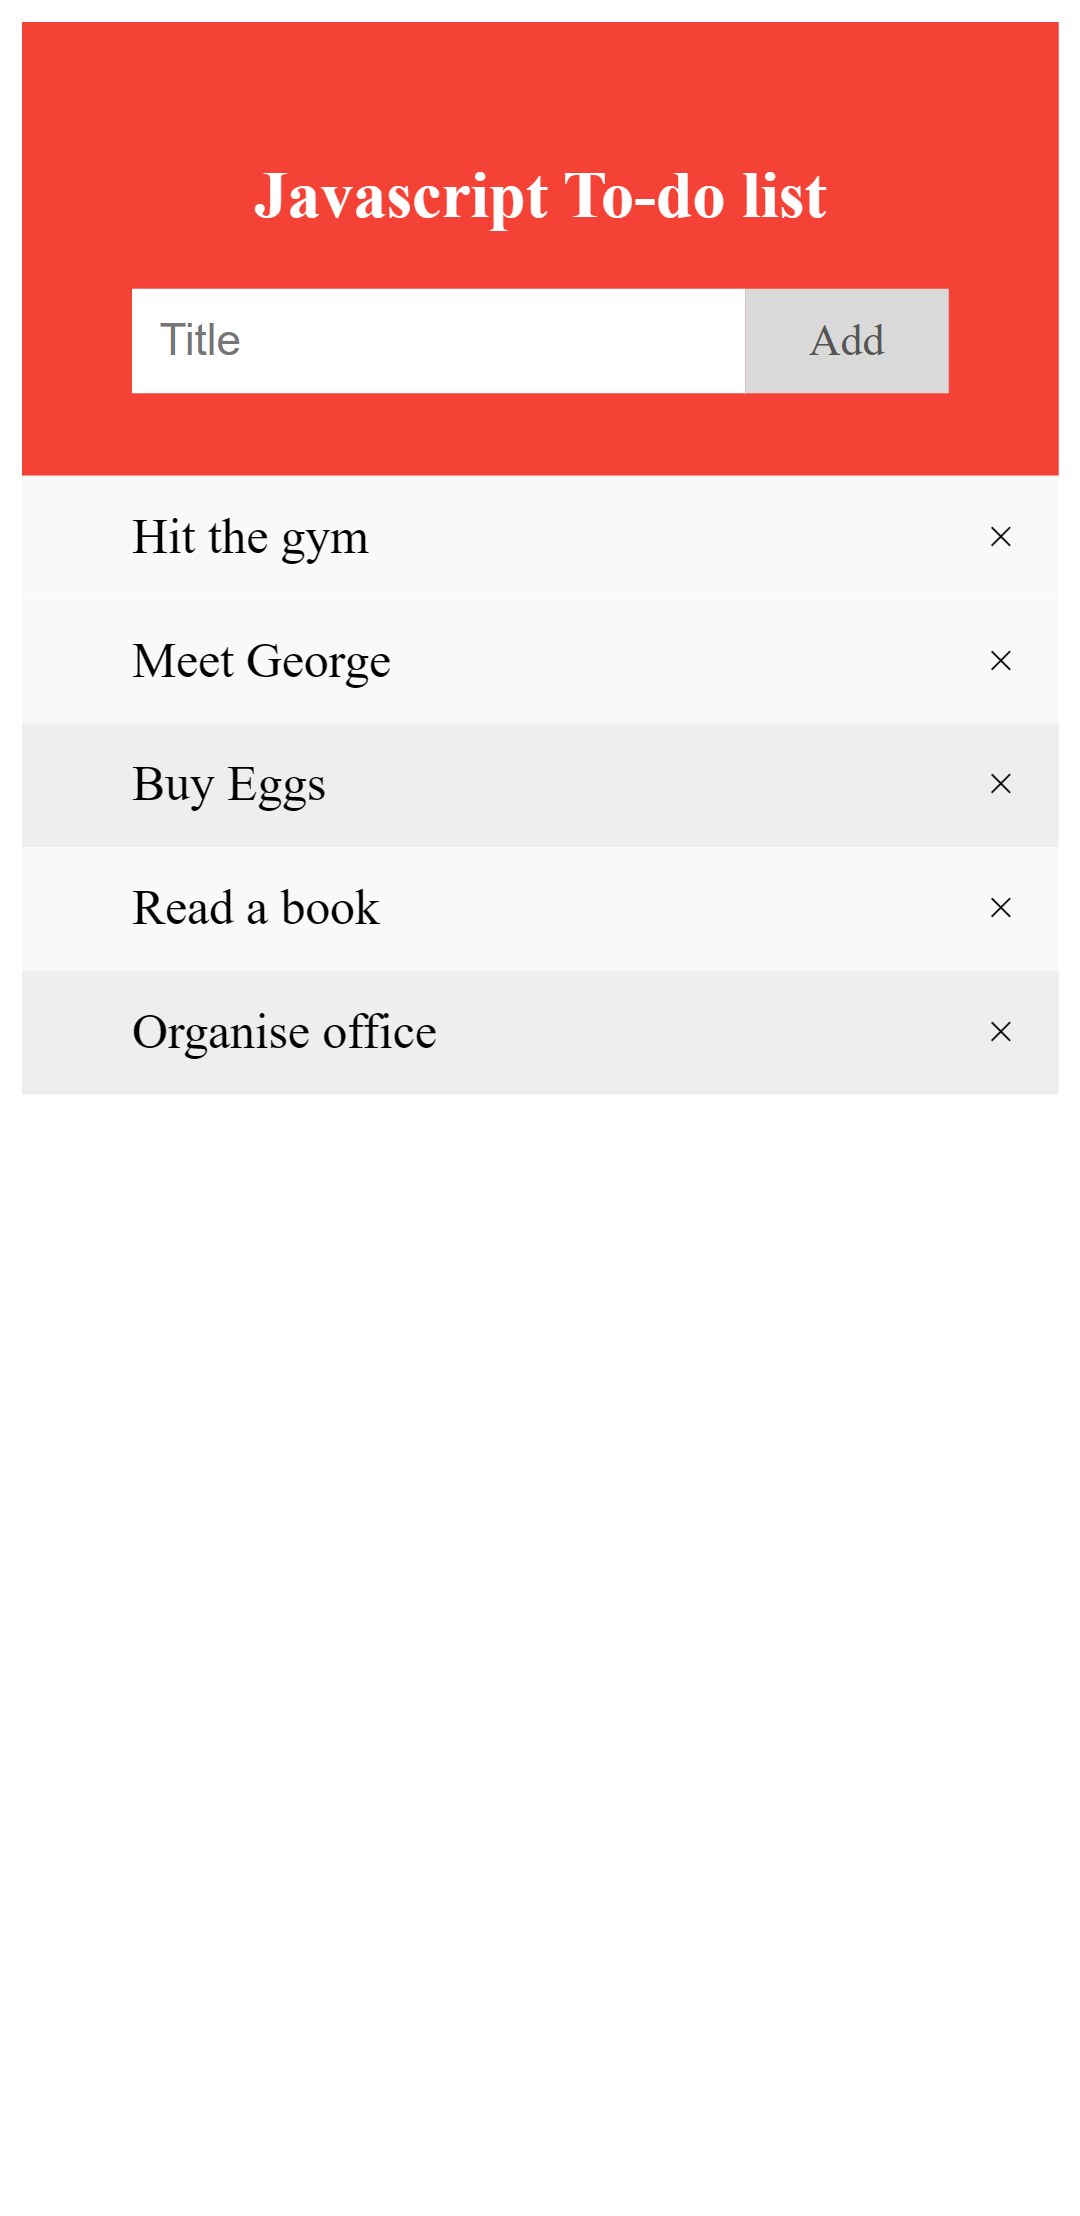 Javascript To-do list
Title
Add
Hit the gym ×
Meet George ×
Buy Eggs ×
Read a book ×
Organise office ×